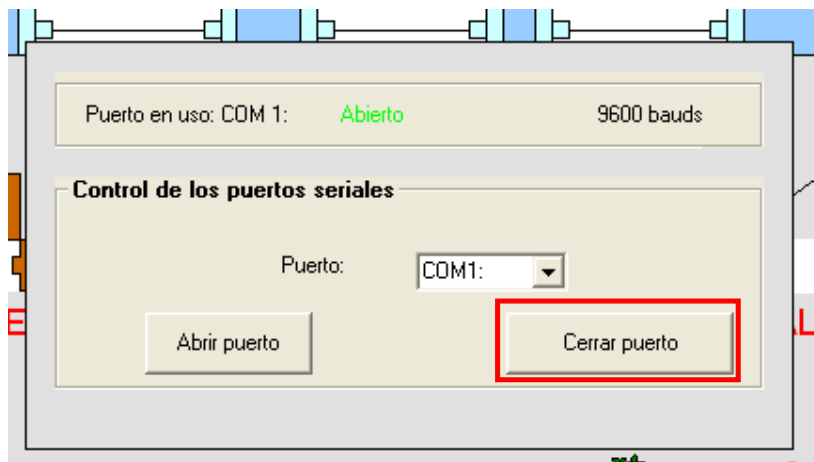 Puerto en uso: COM 1: Abierto 9600 bauds
Control de los puertos seriales
Puerto: COM1:
Abrir puerto Cerrar puerto